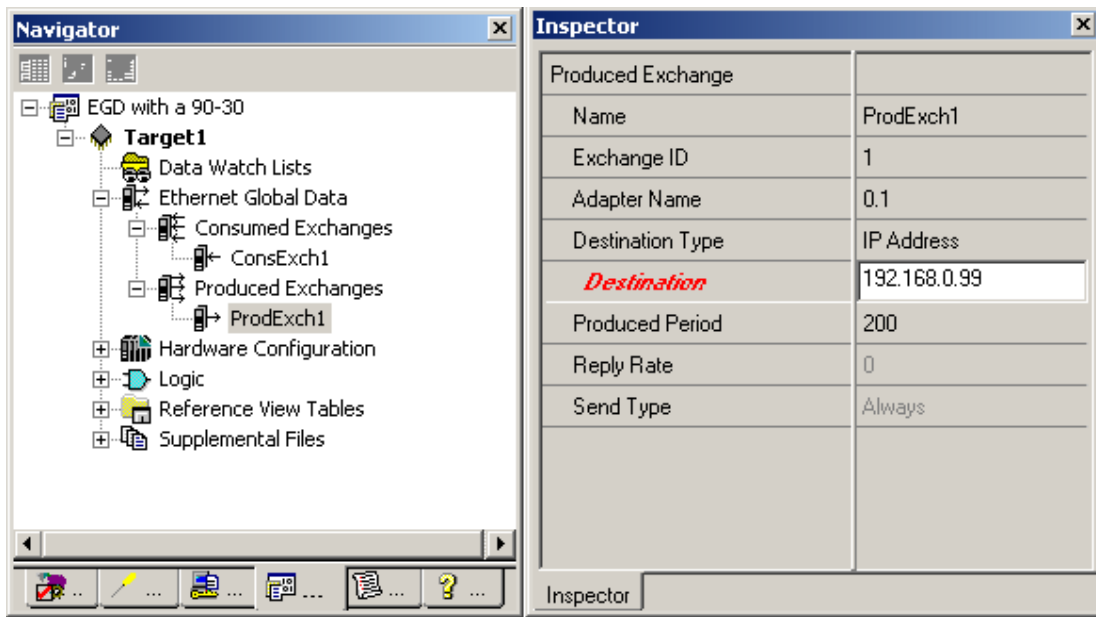 Navigator
EGD with a 90-30
Target1
Data Watch Lists
Ethernet Global Data
Consumed Exchanges
ConsExch1
Produced Exchanges
ProdExch1
Hardware Configuration
Logic
Reference View Tables
Supplemental Files
.. ... ... ... ... ...
Inspector
Produced Exchange
Name ProdExch1
Exchange ID 1
Adapter Name 0.1
Destination Type IP Address
Destination 192.168.0.99
Produced Period 200
Reply Rate 0
Send Type Always
Inspector